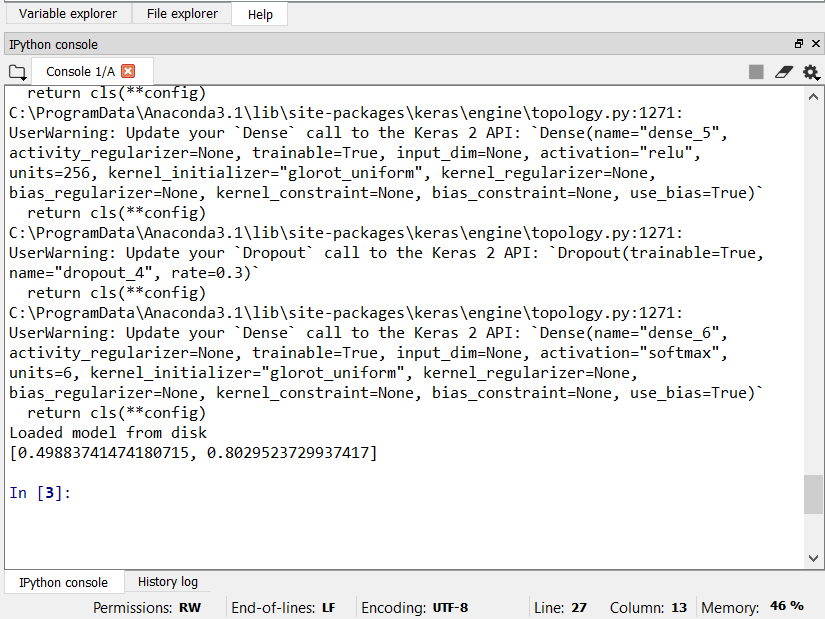 Variable explorer File explorer Help
IPython console
Console 1/A
return cls(**config)
C:\ProgramData\Anaconda3.1\lib\site-packages\keras\engine\topology.py:1271:
UserWarning: Update your `Dense` call to the Keras 2 API: `Dense(name="dense_5",
activity_regularizer=None, trainable=True, input_dim=None, activation="relu",
units=256, kernel_initializer="glorot_uniform", kernel_regularizer=None,
bias_regularizer=None, kernel_constraint=None, bias_constraint=None, use_bias=True)`
return cls(**config)
C:\ProgramData\Anaconda3.1\lib\site-packages\keras\engine\topology.py:1271:
UserWarning: Update your `Dropout` call to the Keras 2 API: `Dropout(trainable=True,
name="dropout_4", rate=0.3)`
return cls(**config)
C:\ProgramData\Anaconda3.1\lib\site-packages\keras\engine\topology.py:1271:
UserWarning: Update your `Dense` call to the Keras 2 API: `Dense(name="dense_6",
activity_regularizer=None, trainable=True, input_dim=None, activation="softmax",
units=6, kernel_initializer="glorot_uniform", kernel_regularizer=None,
bias_regularizer=None, kernel_constraint=None, bias_constraint=None, use_bias=True)`
return cls(**config)
Loaded model from disk
[0.49883741474180715, 0.8029523729937417]
In [3]:
IPython console History log
Permissions: RW End-of-lines: LF Encoding: UTF-8 Line: 27 Column: 13 Memory: 46 %